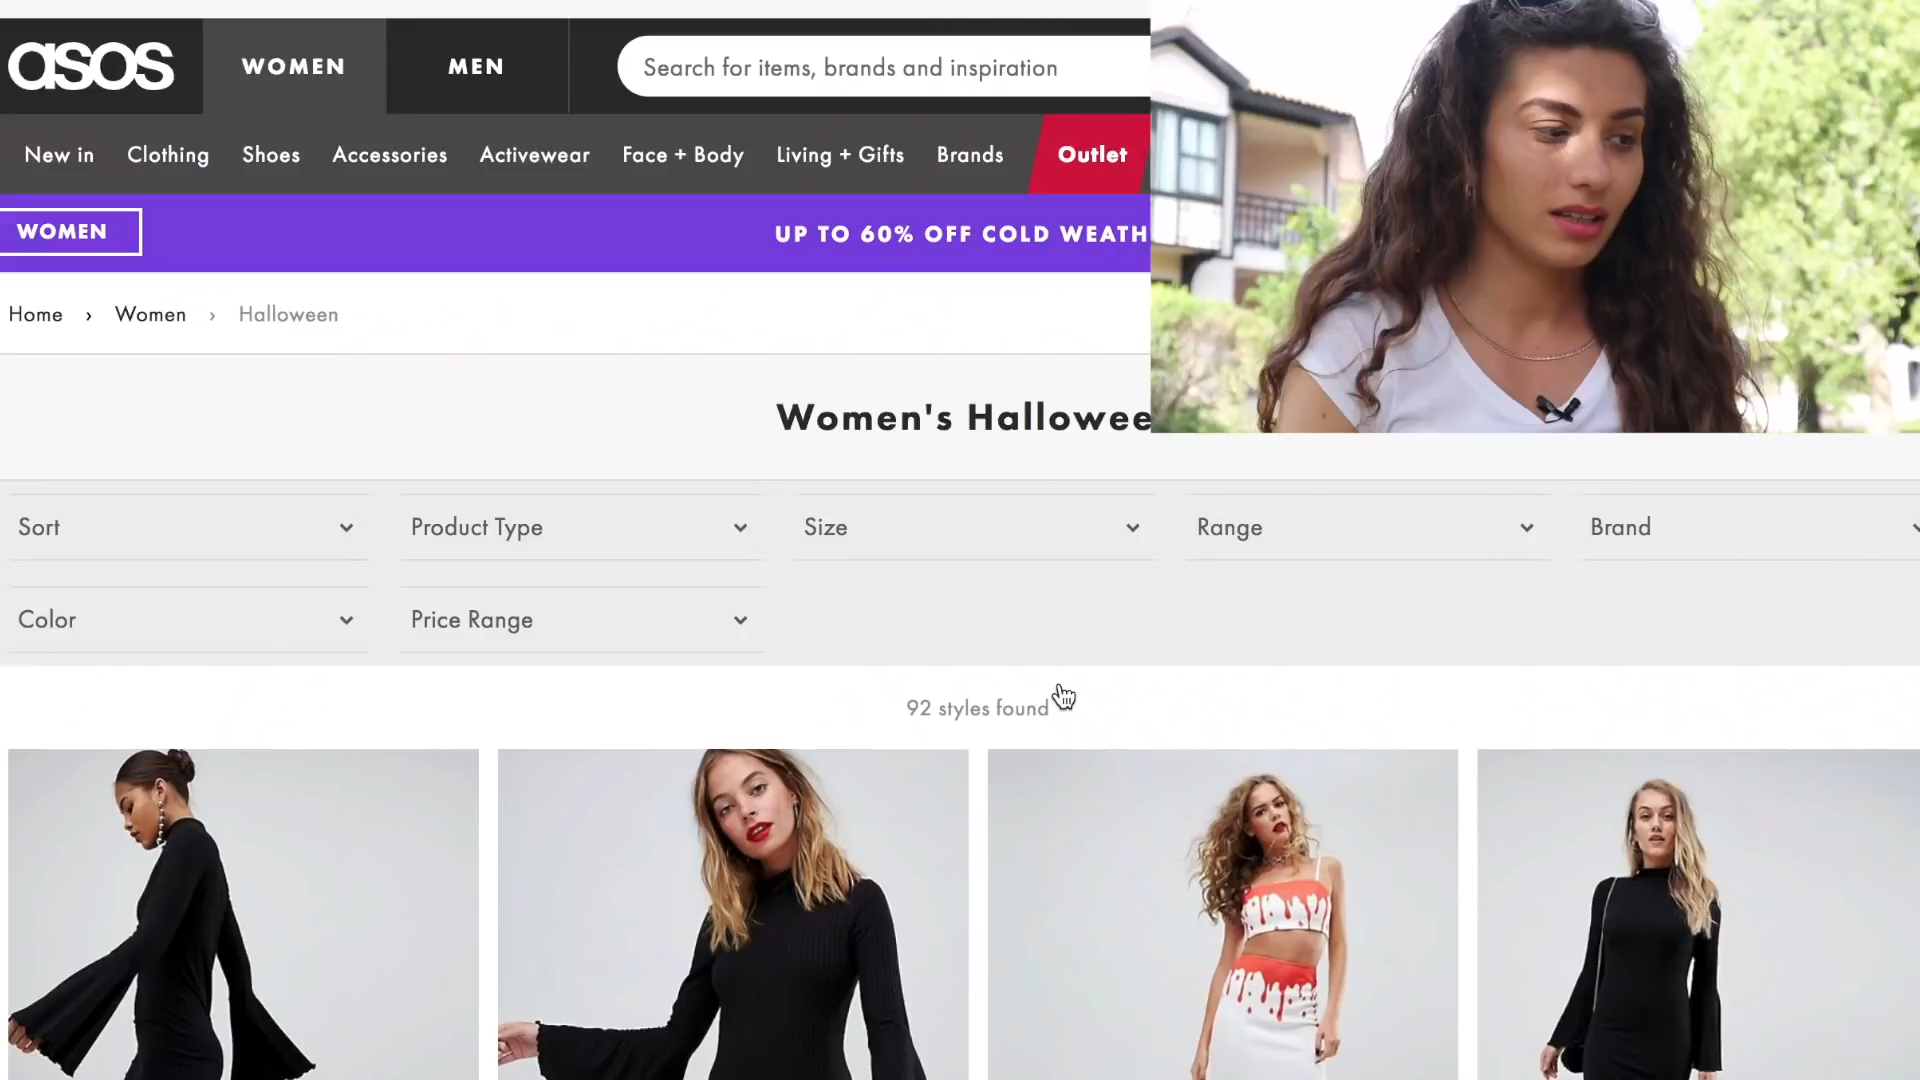 asos
WOMEN
MEN
Search for items, brands and inspiration
New in
Clothing
Shoes
Accessories
Activewear
Face + Body
Living + Gifts
Brands
Outlet
WOMEN
UP TO 60% OFF COLD WEATH
Home › Women › Halloween
Women's Hallowee
Sort
Product Type
Size
Range
Brand
Color
Price Range
92 styles found